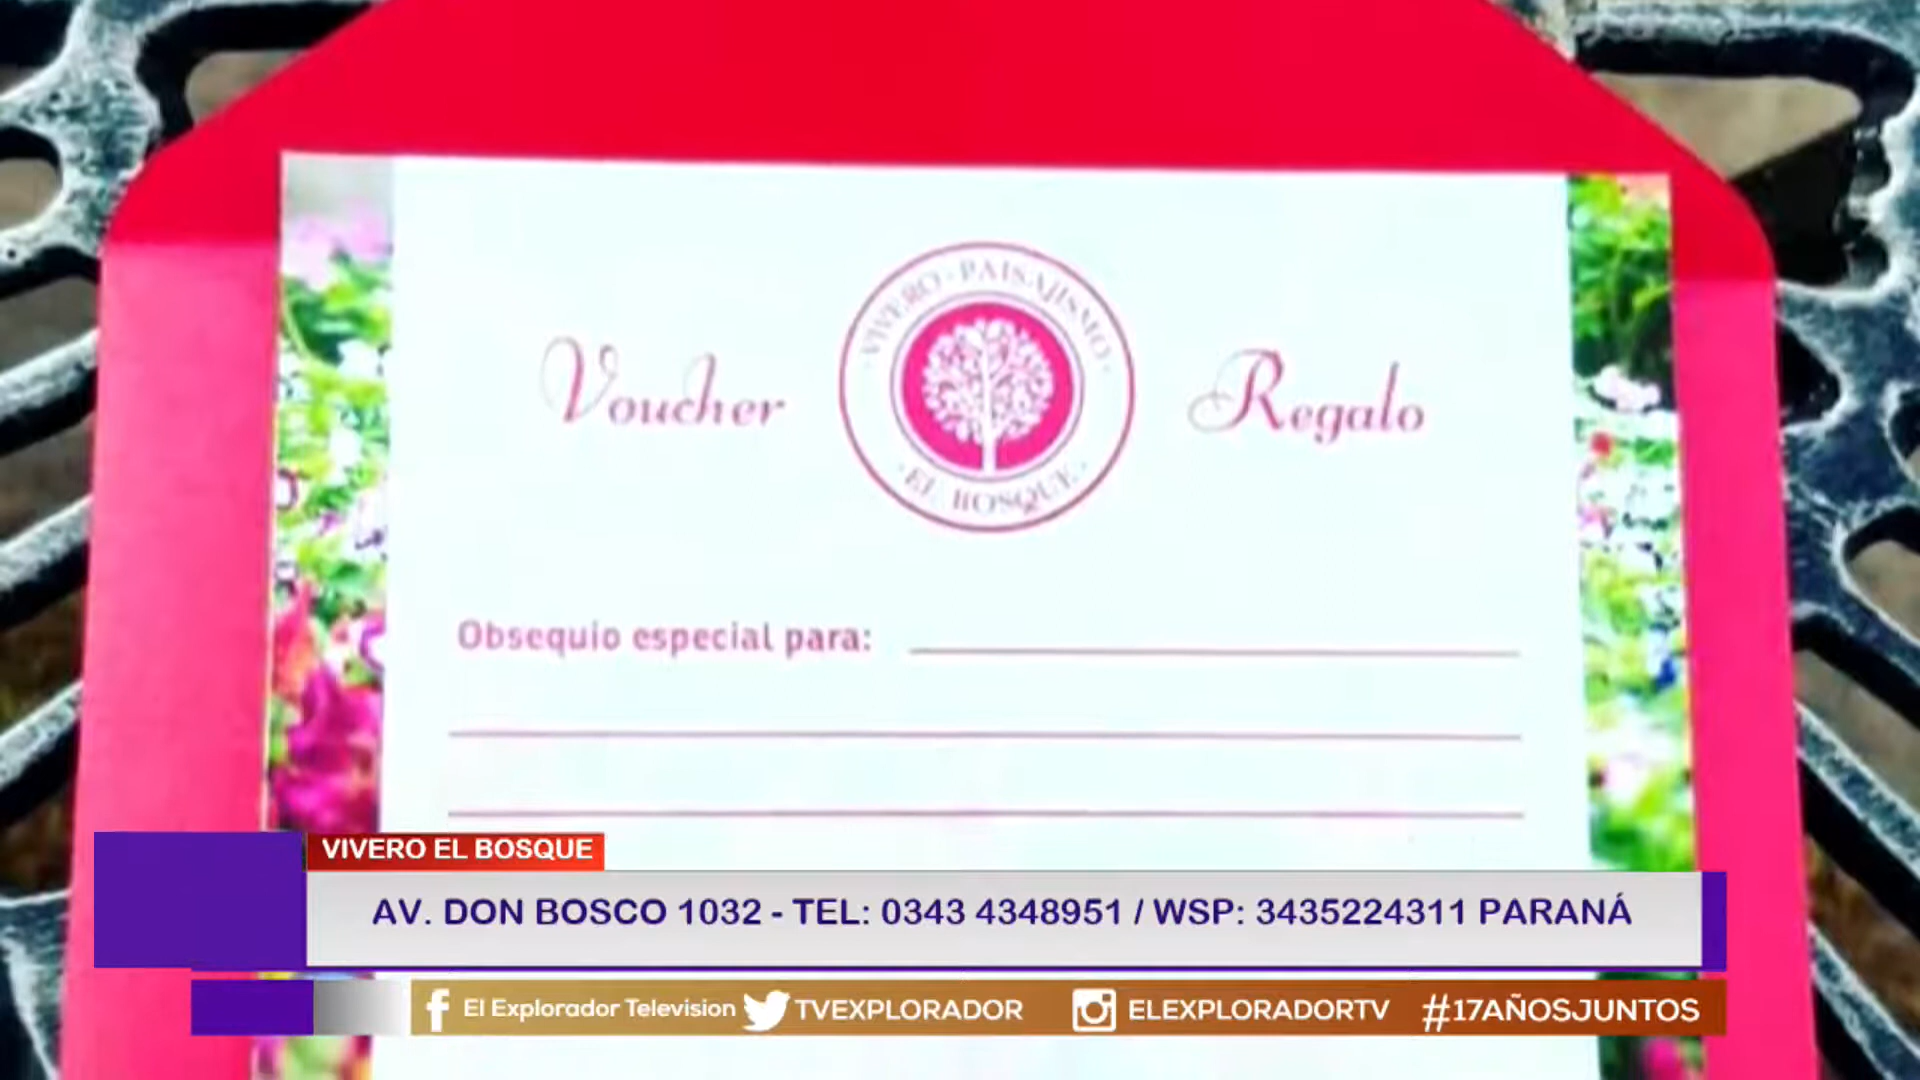 VIVERO - PAISAJISMO
Voucher
Regalo
EL BOSQUE
Obsequio especial para:
VIVERO EL BOSQUE
AV. DON BOSCO 1032 - TEL: 0343 4348951 / WSP: 3435224311 PARANÁ
El Explorador Television TVEXPLORADOR ELEXPLORADORTV #17AÑOSJUNTOS